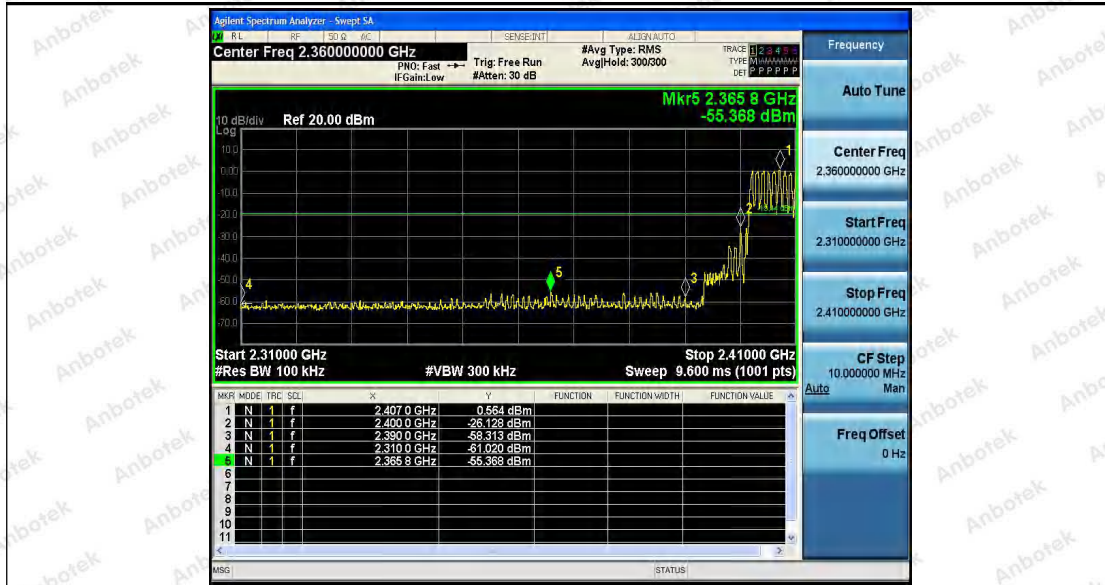 Agilent Spectrum Analyzer - Swept SA
RL RF 50 Ω AC SENSE:INT ALIGNAUTO
Center Freq 2.360000000 GHz
PNO: Fast
IFGain:Low
Trig: Free Run
#Atten: 30 dB
#Avg Type: RMS
Avg|Hold: 300/300
TRACE 1 2 3 4 5 6
TYPE M
DET P P P P P P
Mkr5 2.365 8 GHz
-55.368 dBm
10 dB/div Ref 20.00 dBm
Log
10.0
0.00
-10.0
-20.0
-30.0
-40.0
-50.0
-60.0
-70.0
1
2
3
4
5
Start 2.31000 GHz Stop 2.41000 GHz
#Res BW 100 kHz #VBW 300 kHz Sweep 9.600 ms (1001 pts)
MKR MODE TRC SCL X Y FUNCTION FUNCTION WIDTH FUNCTION VALUE
1 N 1 f 2.407 0 GHz 0.564 dBm
2 N 1 f 2.400 0 GHz -26.128 dBm
3 N 1 f 2.390 0 GHz -58.313 dBm
4 N 1 f 2.310 0 GHz -61.020 dBm
5 N 1 f 2.365 8 GHz -55.368 dBm
6
7
8
9
10
11
MSG STATUS
Frequency
Auto Tune
Center Freq
2.360000000 GHz
Start Freq
2.310000000 GHz
Stop Freq
2.410000000 GHz
CF Step
10.000000 MHz
Auto Man
Freq Offset
0 Hz
Anbotek